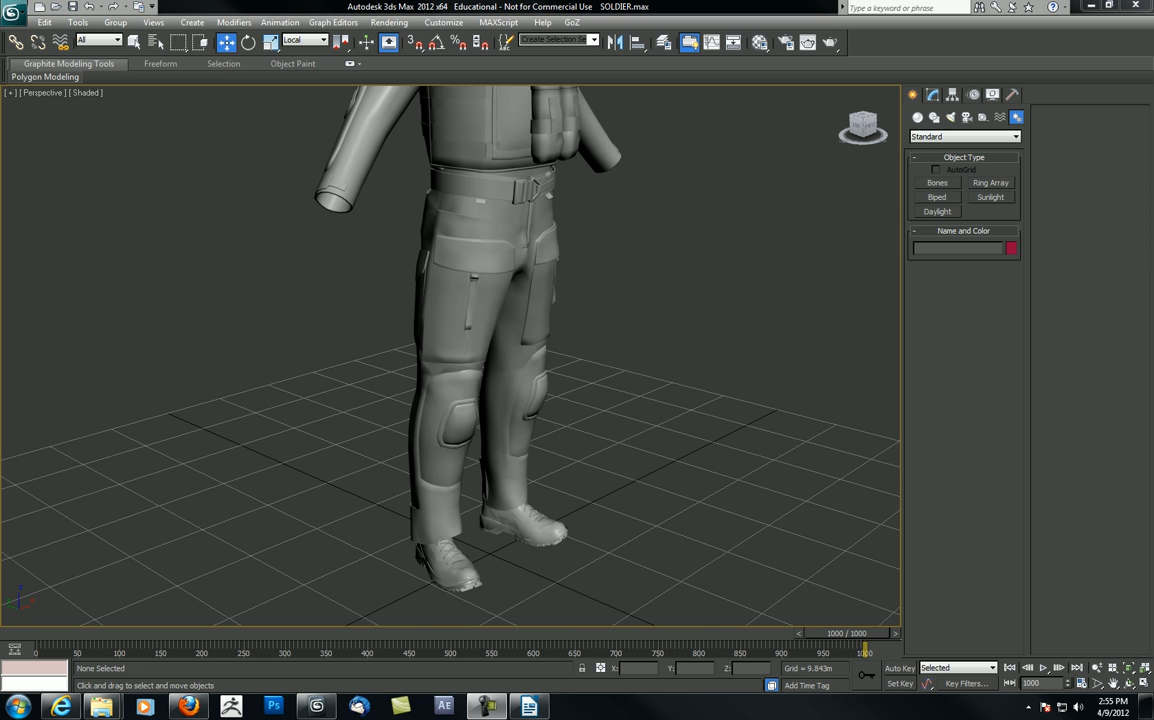 Autodesk 3ds Max 2012 x64 Educational - Not for Commercial Use SOLDIER.max
Type a keyword or phrase
Edit Tools Group Views Create Modifiers Animation Graph Editors Rendering Customize MAXScript Help GoZ
All Local Create Selection Se
Graphite Modeling Tools Freeform Selection Object Paint
Polygon Modeling
[ + ] [ Perspective ] [ Shaded ]
Standard
- Object Type
AutoGrid
Bones Ring Array
Biped Sunlight
Daylight
- Name and Color
< 1000 / 1000 >
0 50 100 150 200 250 300 350 400 450 500 550 600 650 700 750 800 850 900 950 1000
None Selected X: Y: Z: Grid = 9.843m Auto Key Selected
Click and drag to select and move objects Add Time Tag Set Key Key Filters... 1000
Ps AE
2:55 PM
4/9/2012